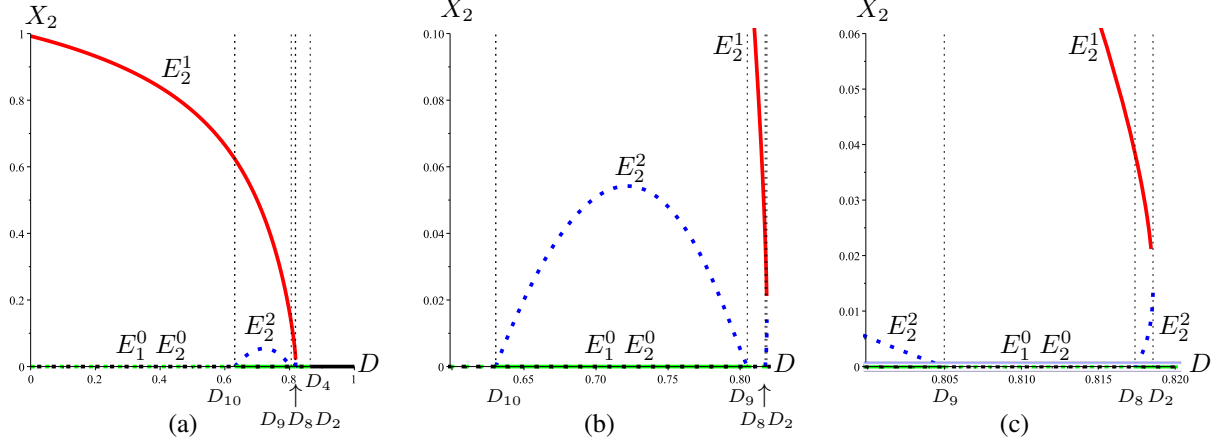 X₂
1
0.8
0.6
0.4
0.2
0
E₂¹
E₁⁰ E₂⁰
E₂²
D
0 0.2 0.4 0.6 0.8 1
D₁₀ D₉ D₈ D₂ D₄
(a)
X₂
0.10
0.08
0.06
0.04
0.02
0
E₂¹
E₂²
E₁⁰ E₂⁰
D
0.65 0.70 0.75 0.80
D₁₀ D₉
D₈ D₂
(b)
X₂
0.06
0.05
0.04
0.03
0.02
0.01
0
E₂¹
E₂²
E₁⁰ E₂⁰
E₂²
D
0.805 0.810 0.815 0.820
D₉ D₈ D₂
(c)